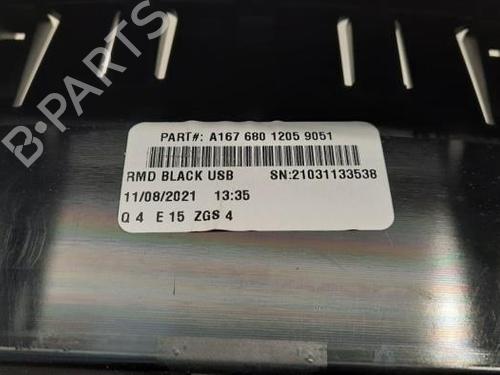 B-PARTS
PART#: A167 680 1205 9051
RMD BLACK USB SN:21031133538
11/08/2021 13:35
Q 4 E 15 ZGS 4